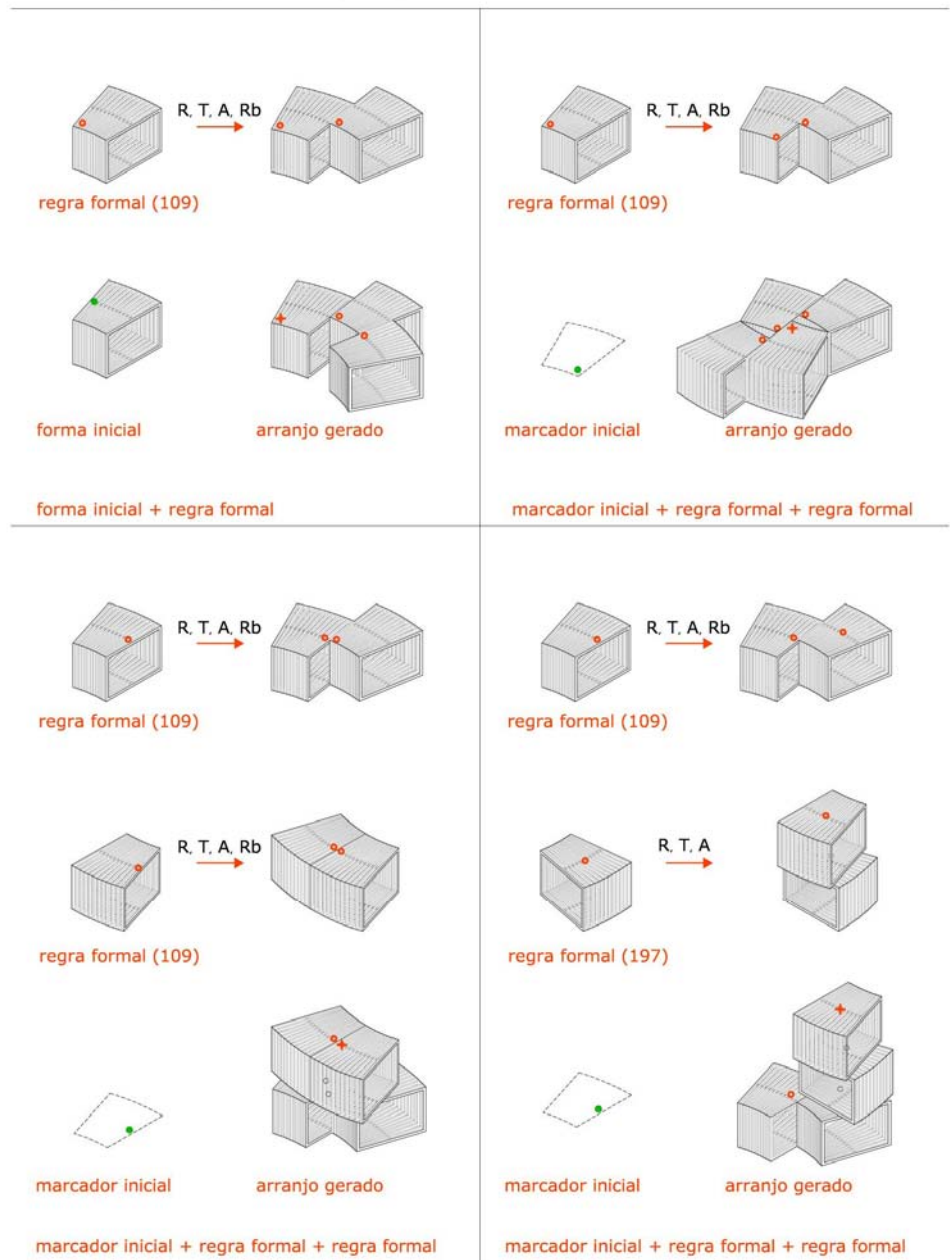 R, T, A, Rb
regra formal (109)
forma inicial
arranjo gerado
forma inicial + regra formal
R, T, A, Rb
regra formal (109)
marcador inicial
arranjo gerado
marcador inicial + regra formal + regra formal
R, T, A, Rb
regra formal (109)
R, T, A, Rb
regra formal (109)
marcador inicial
arranjo gerado
marcador inicial + regra formal + regra formal
R, T, A, Rb
regra formal (109)
R, T, A
regra formal (197)
marcador inicial
arranjo gerado
marcador inicial + regra formal + regra formal